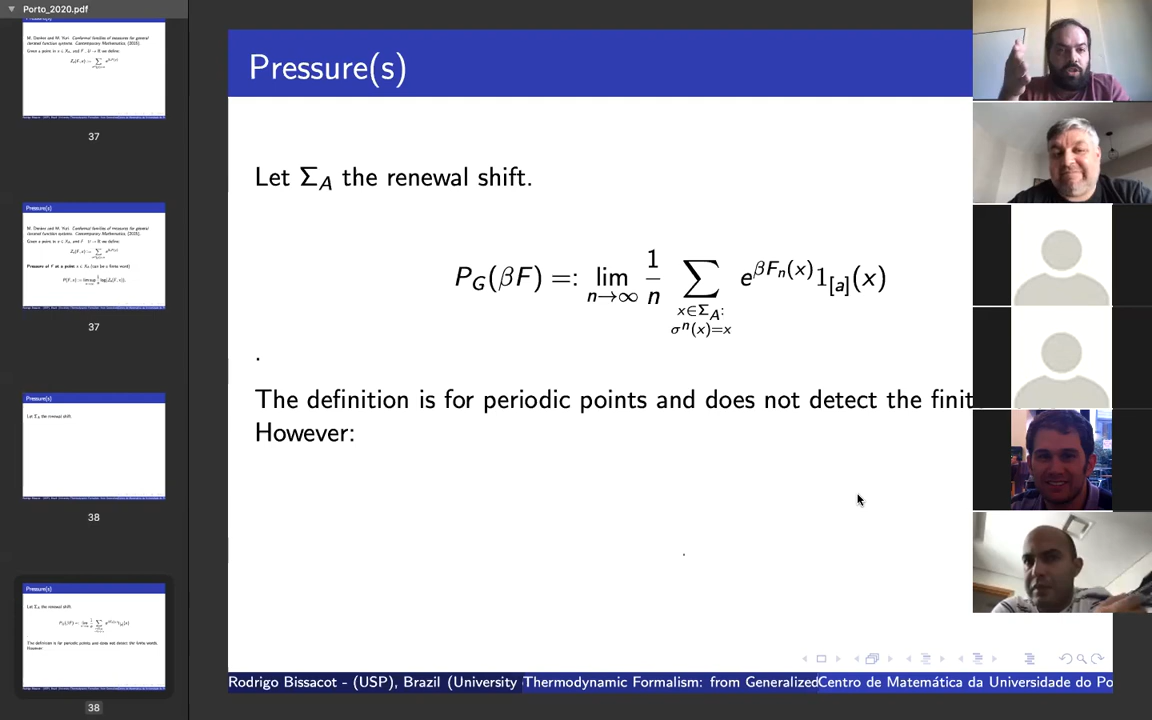 Porto_2020.pdf
37
37
38
38
Pressure(s)
Let Σ_A the renewal shift.
P_G(βF) =: lim_{n→∞} 1/n ∑_{x∈Σ_A: σ^n(x)=x} e^{βF_n(x)} 1_{[a]}(x)
.
The definition is for periodic points and does not detect the finit
However:
Rodrigo Bissacot - (USP), Brazil (University Thermodynamic Formalism: from Generalized Centro de Matemática da Universidade do Po